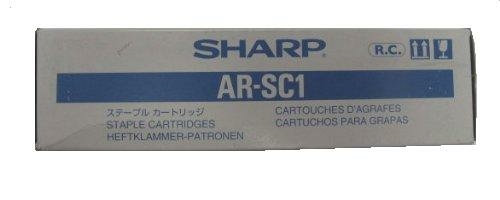 SHARP
R.C.
AR-SC1
ステープル カートリッジ
STAPLE CARTRIDGES
HEFTKLAMMER-PATRONEN
CARTOUCHES D'AGRAFES
CARTUCHOS PARA GRAPAS